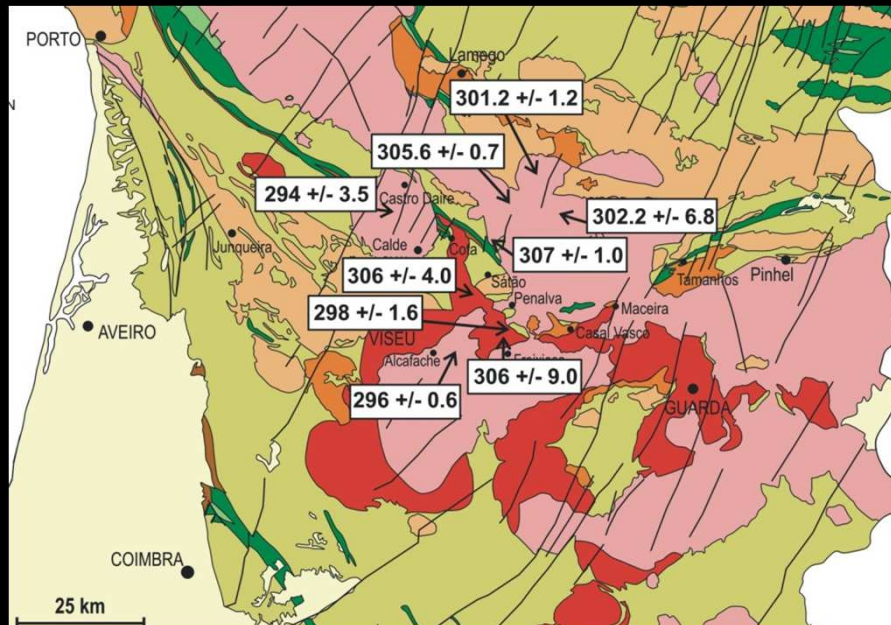 PORTO
Lamego
N
301.2 +/- 1.2
305.6 +/- 0.7
294 +/- 3.5
Castro Daire
302.2 +/- 6.8
Junqueira
Calde
Cota
307 +/- 1.0
Pinhel
306 +/- 4.0
Sátão
Tamanhos
Penalva
298 +/- 1.6
Maceira
AVEIRO
VISEU
Casal Vasco
Alcafache
306 +/- 9.0
296 +/- 0.6
GUARDA
COIMBRA
25 km